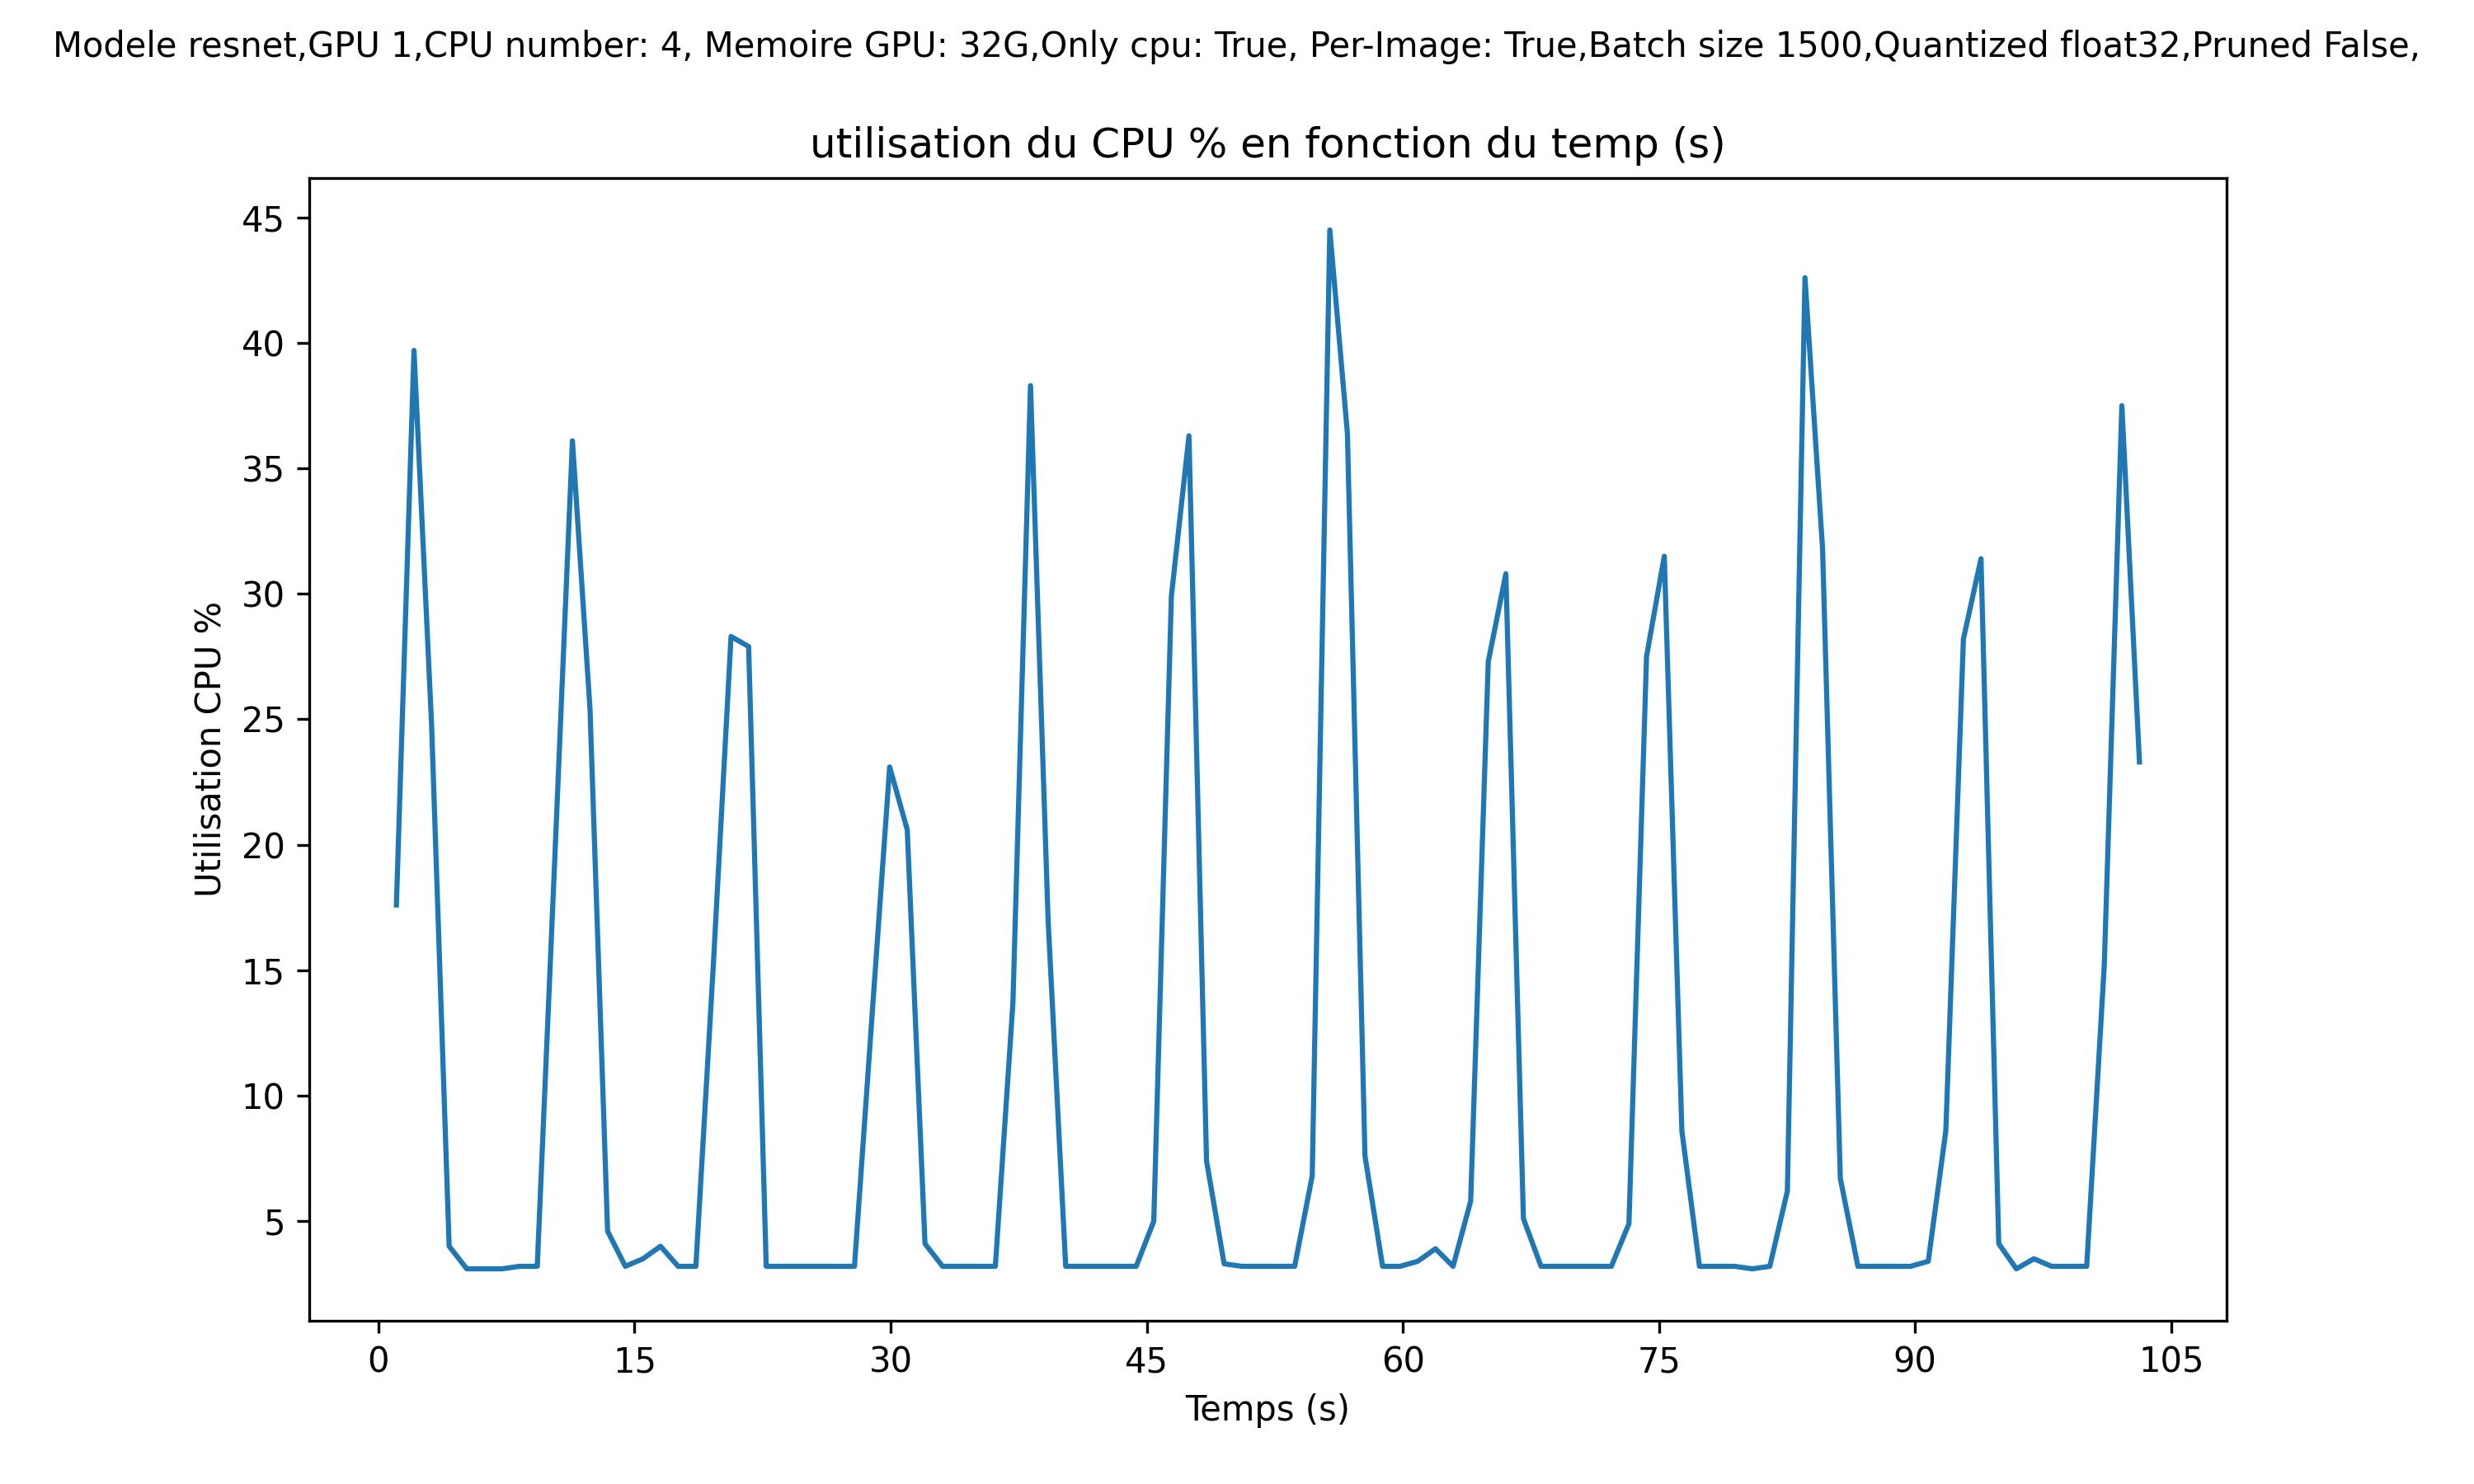 Modele resnet,GPU 1,CPU number: 4, Memoire GPU: 32G,Only cpu: True, Per-Image: True,Batch size 1500,Quantized float32,Pruned False,
utilisation du CPU % en fonction du temp (s)
45
40
35
30
25
20
15
10
5
Utilisation CPU %
0 15 30 45 60 75 90 105
Temps (s)